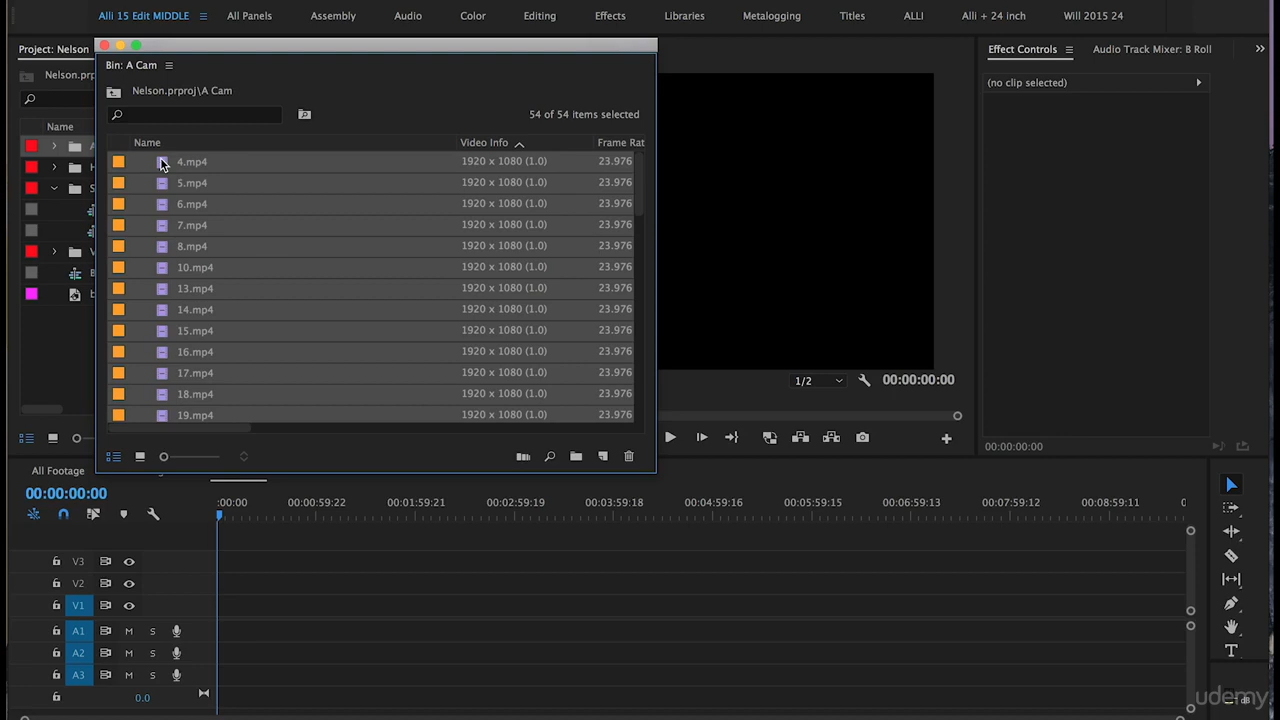 Alli 15 Edit MIDDLE All Panels Assembly Audio Color Editing Effects Libraries Metalogging Titles ALLI Alli + 24 inch Will 2015 24
Project: Nelson
Bin: A Cam
Effect Controls Audio Track Mixer: B Roll
Nelson.prp
Nelson.prproj\A Cam
(no clip selected)
54 of 54 items selected
Name
Name Video Info Frame Rat
4.mp4 1920 x 1080 (1.0) 23.976
5.mp4 1920 x 1080 (1.0) 23.976
6.mp4 1920 x 1080 (1.0) 23.976
7.mp4 1920 x 1080 (1.0) 23.976
8.mp4 1920 x 1080 (1.0) 23.976
10.mp4 1920 x 1080 (1.0) 23.976
13.mp4 1920 x 1080 (1.0) 23.976
14.mp4 1920 x 1080 (1.0) 23.976
15.mp4 1920 x 1080 (1.0) 23.976
16.mp4 1920 x 1080 (1.0) 23.976
17.mp4 1920 x 1080 (1.0) 23.976
18.mp4 1920 x 1080 (1.0) 23.976
19.mp4 1920 x 1080 (1.0) 23.976
1/2 00:00:00:00
00:00:00:00
All Footage
00:00:00:00
:00:00 00:00:59:22 00:01:59:21 00:02:59:19 00:03:59:18 00:04:59:16 00:05:59:15 00:06:59:13 00:07:59:12 00:08:59:11
V3
V2
V1
A1 M S
A2 M S
A3 M S
0.0
udemy
dB